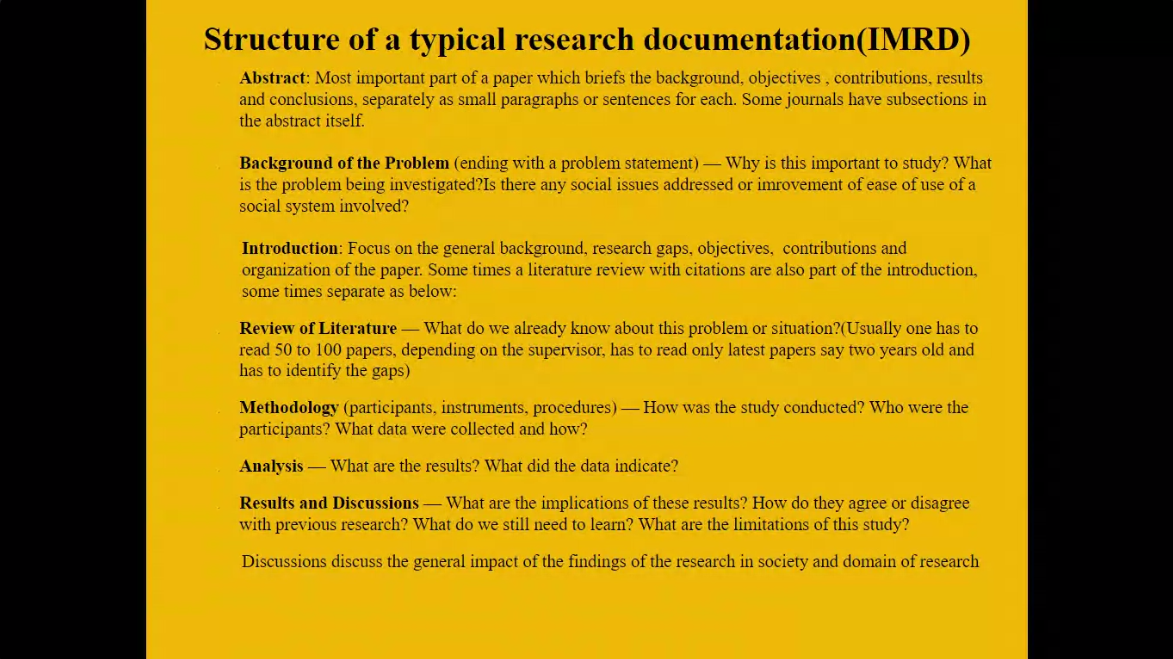 Structure of a typical research documentation(IMRD)
Abstract: Most important part of a paper which briefs the background, objectives , contributions, results
and conclusions, separately as small paragraphs or sentences for each. Some journals have subsections in
the abstract itself.
Background of the Problem (ending with a problem statement) — Why is this important to study? What
is the problem being investigated?Is there any social issues addressed or imrovement of ease of use of a
social system involved?
Introduction: Focus on the general background, research gaps, objectives,  contributions and
organization of the paper. Some times a literature review with citations are also part of the introduction,
some times separate as below:
Review of Literature — What do we already know about this problem or situation?(Usually one has to
read 50 to 100 papers, depending on the supervisor, has to read only latest papers say two years old and
has to identify the gaps)
Methodology (participants, instruments, procedures) — How was the study conducted? Who were the
participants? What data were collected and how?
Analysis — What are the results? What did the data indicate?
Results and Discussions — What are the implications of these results? How do they agree or disagree
with previous research? What do we still need to learn? What are the limitations of this study?
Discussions discuss the general impact of the findings of the research in society and domain of research